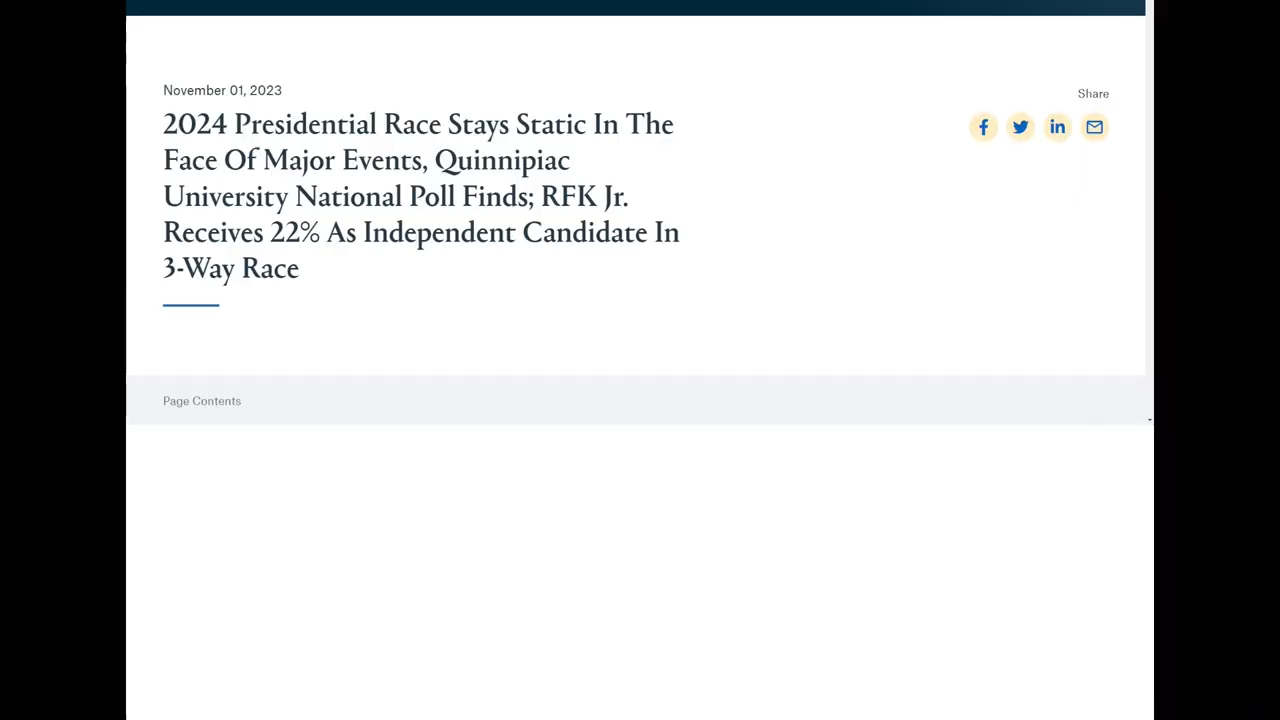 November 01, 2023
Share
2024 Presidential Race Stays Static In The
Face Of Major Events, Quinnipiac
University National Poll Finds; RFK Jr.
Receives 22% As Independent Candidate In
3-Way Race
Page Contents